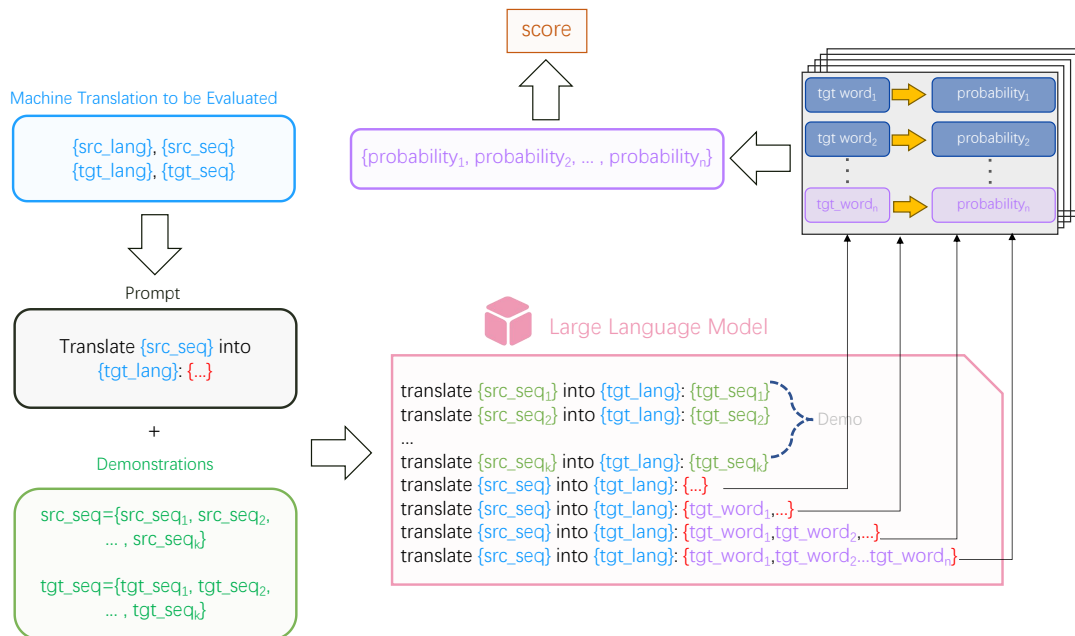 score
Machine Translation to be Evaluated
{src_lang}, {src_seq}
{tgt_lang}, {tgt_seq}
{probability₁, probability₂, ... , probabilityₙ}
tgt word₁
probability₁
tgt word₂
probability₂
tgt_wordₙ
probabilityₙ
Prompt
Translate {src_seq} into
{tgt_lang}: {...}
+
Demonstrations
src_seq={src_seq₁, src_seq₂,
... , src_seqₖ}
tgt_seq={tgt_seq₁, tgt_seq₂,
... , tgt_seqₖ}
Large Language Model
translate {src_seq₁} into {tgt_lang}: {tgt_seq₁}
translate {src_seq₂} into {tgt_lang}: {tgt_seq₂}
...
translate {src_seqₖ} into {tgt_lang}: {tgt_seqₖ}
Demo
translate {src_seq} into {tgt_lang}: {...}
translate {src_seq} into {tgt_lang}: {tgt_word₁,...}
translate {src_seq} into {tgt_lang}: {tgt_word₁,tgt_word₂,...}
translate {src_seq} into {tgt_lang}: {tgt_word₁,tgt_word₂...tgt_wordₙ}